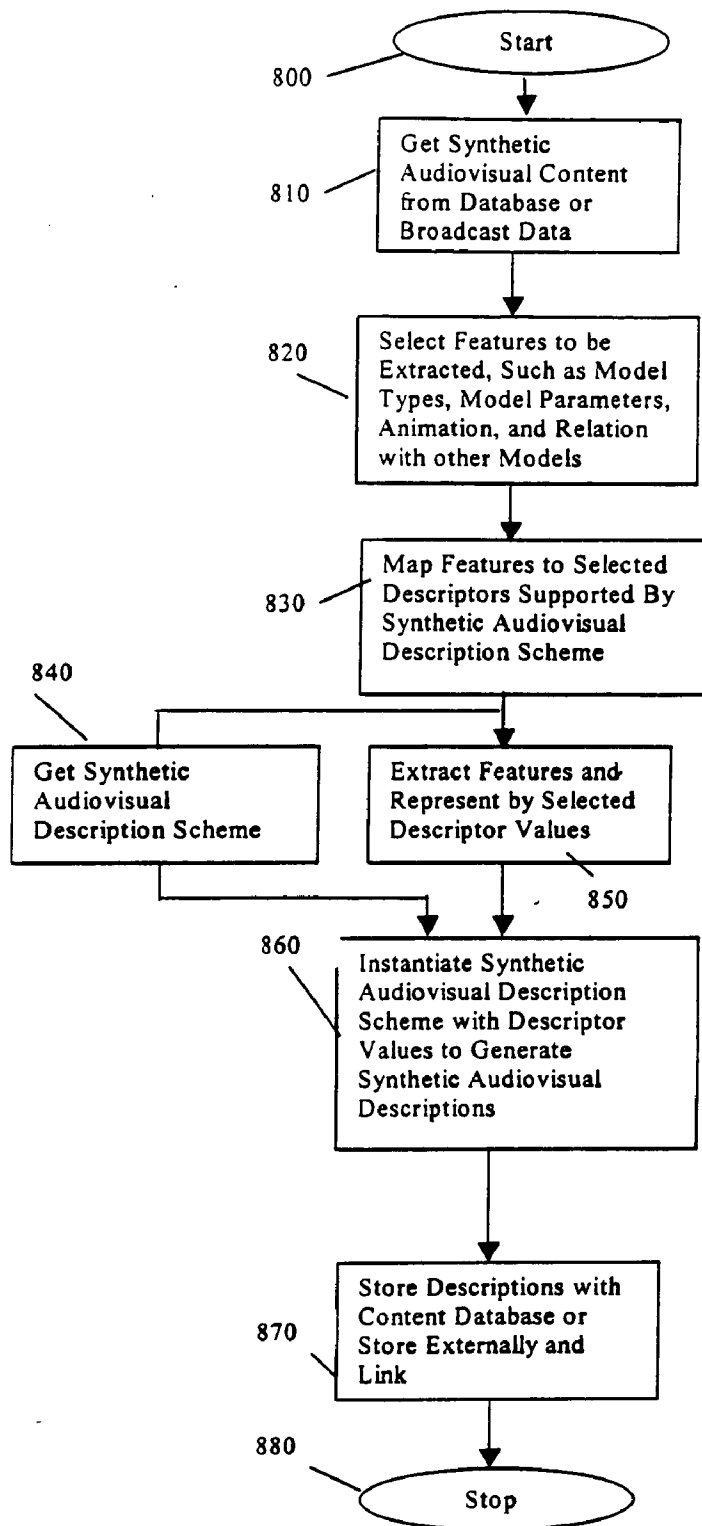 Start
800
Get Synthetic
Audiovisual Content
from Database or
Broadcast Data
810
Select Features to be
Extracted, Such as Model
Types, Model Parameters,
Animation, and Relation
with other Models
820
Map Features to Selected
Descriptors Supported By
Synthetic Audiovisual
Description Scheme
830
840
Get Synthetic
Audiovisual
Description Scheme
Extract Features and
Represent by Selected
Descriptor Values
850
860
Instantiate Synthetic
Audiovisual Description
Scheme with Descriptor
Values to Generate
Synthetic Audiovisual
Descriptions
Store Descriptions with
Content Database or
Store Externally and
Link
870
880
Stop